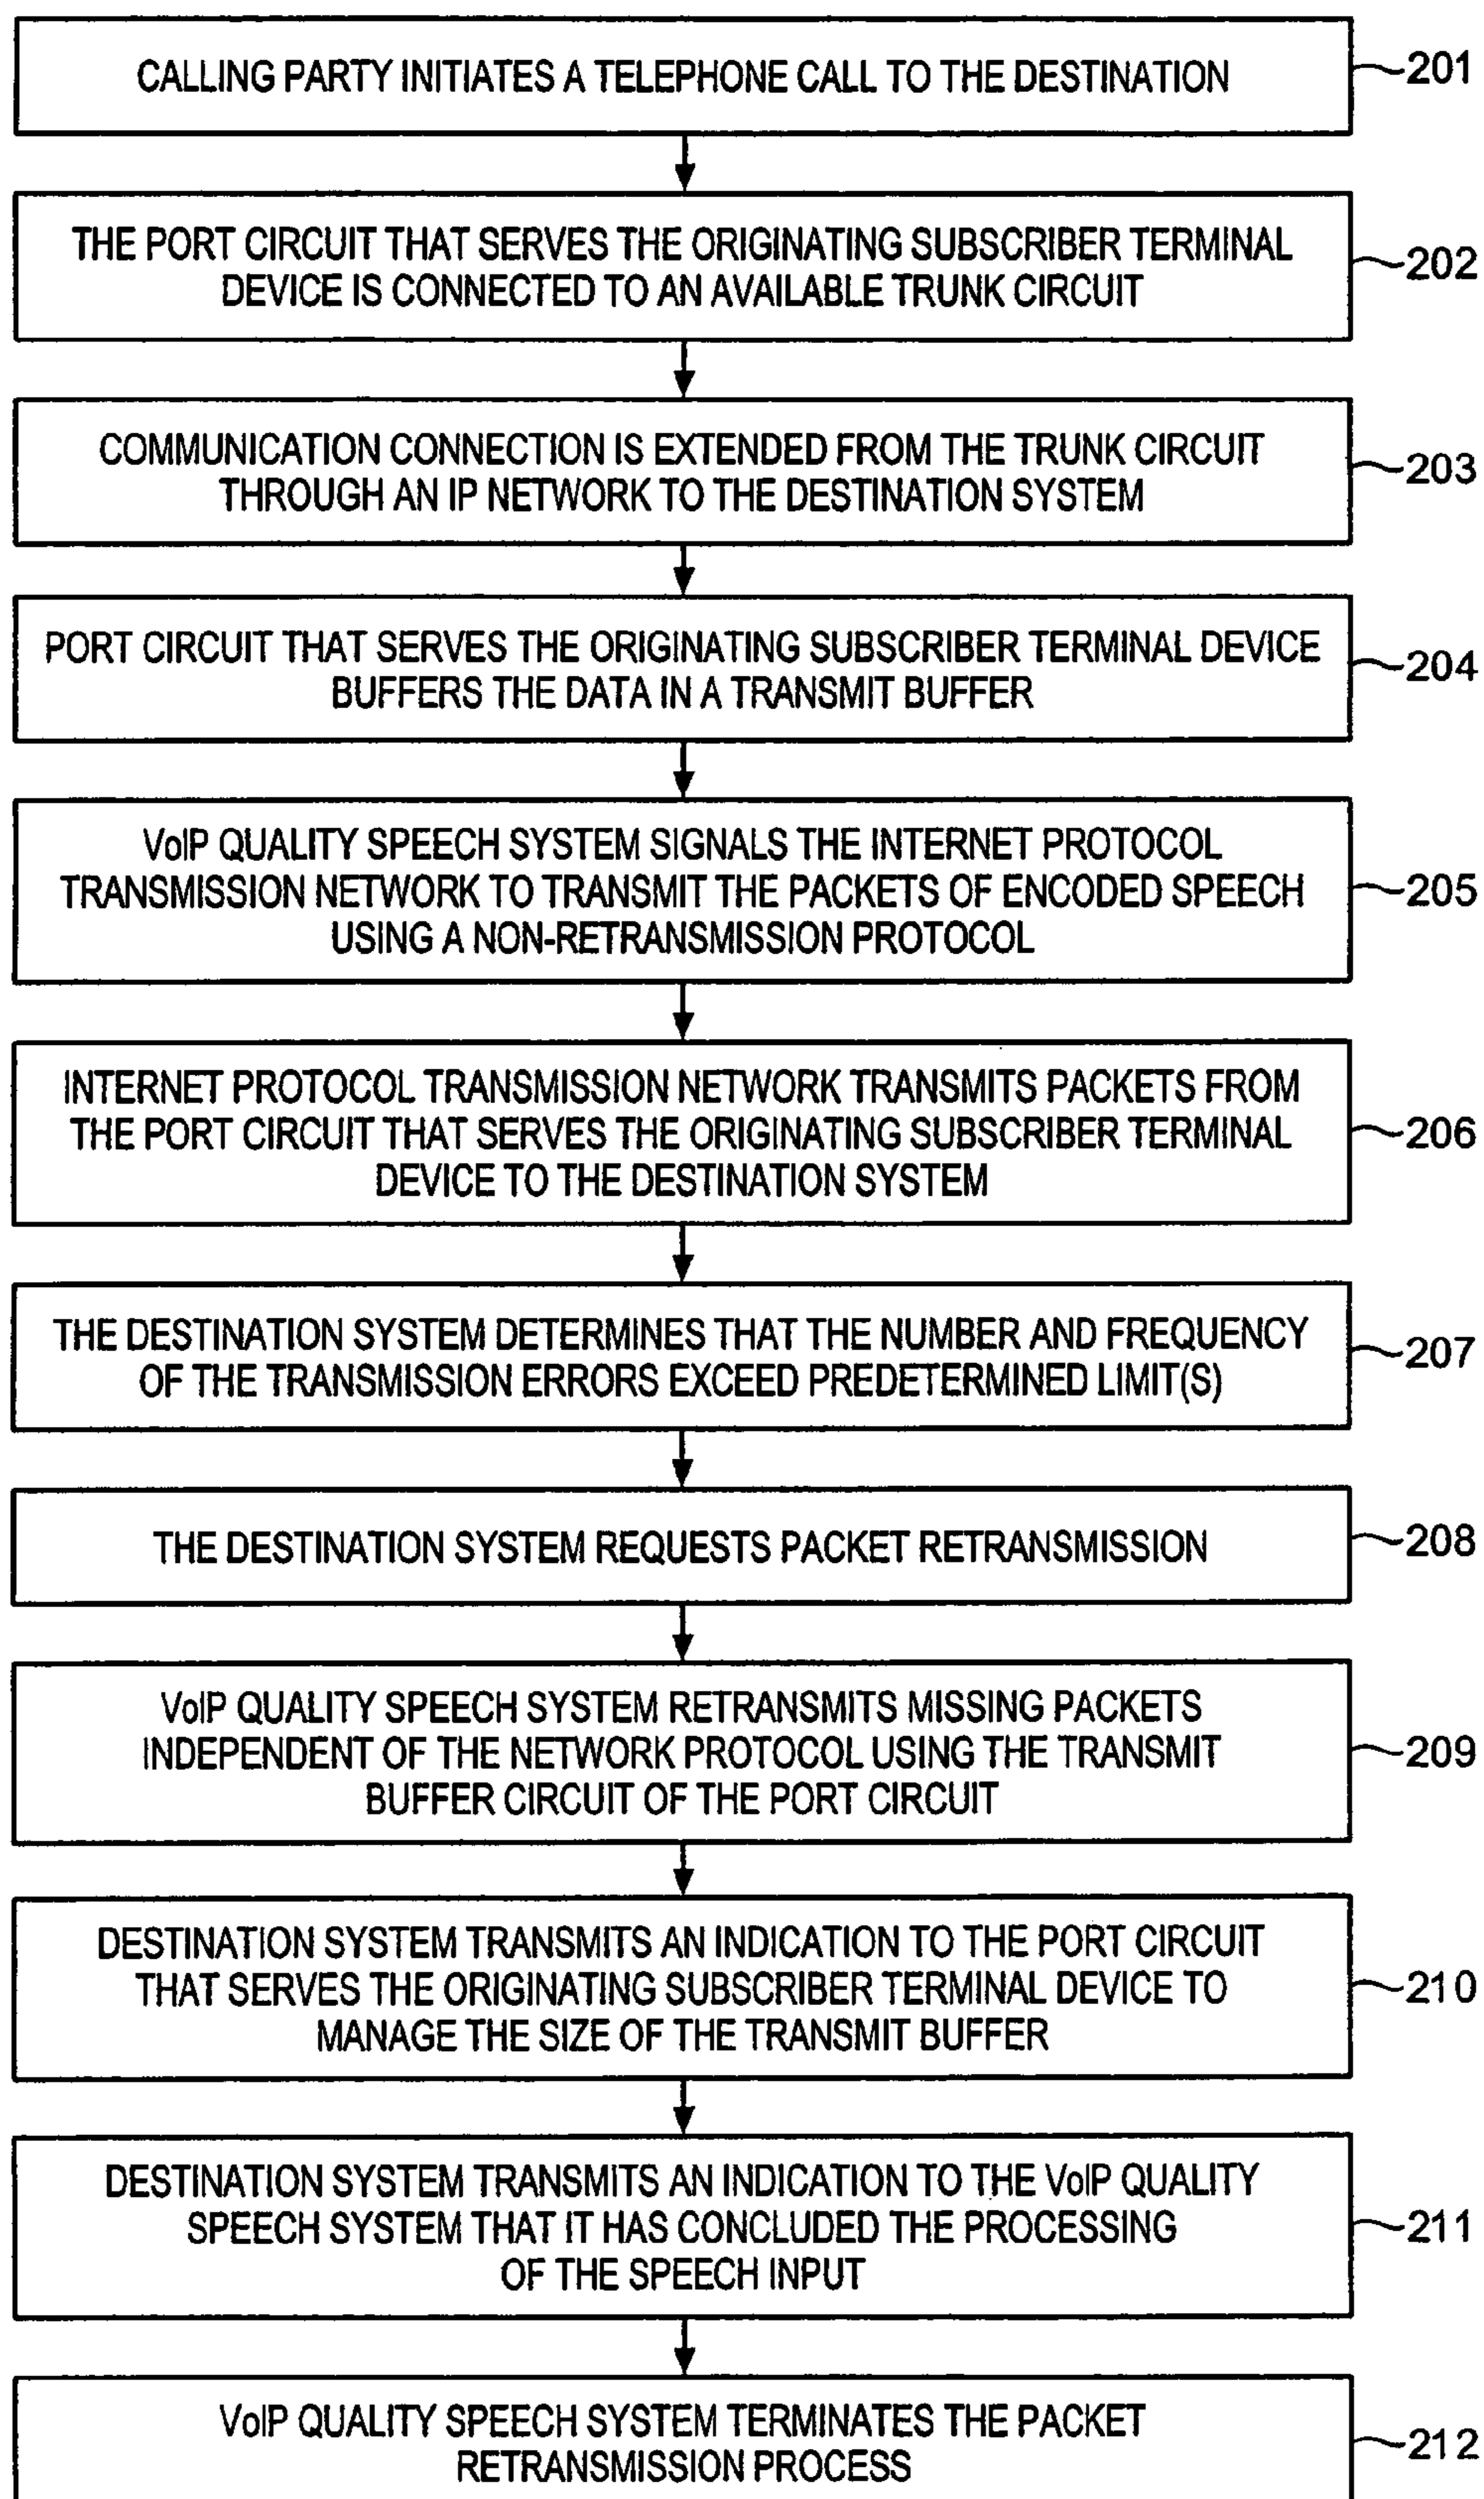 CALLING PARTY INITIATES A TELEPHONE CALL TO THE DESTINATION
201
THE PORT CIRCUIT THAT SERVES THE ORIGINATING SUBSCRIBER TERMINAL
DEVICE IS CONNECTED TO AN AVAILABLE TRUNK CIRCUIT
202
COMMUNICATION CONNECTION IS EXTENDED FROM THE TRUNK CIRCUIT
THROUGH AN IP NETWORK TO THE DESTINATION SYSTEM
203
PORT CIRCUIT THAT SERVES THE ORIGINATING SUBSCRIBER TERMINAL DEVICE
BUFFERS THE DATA IN A TRANSMIT BUFFER
204
VoIP QUALITY SPEECH SYSTEM SIGNALS THE INTERNET PROTOCOL
TRANSMISSION NETWORK TO TRANSMIT THE PACKETS OF ENCODED SPEECH
USING A NON-RETRANSMISSION PROTOCOL
205
INTERNET PROTOCOL TRANSMISSION NETWORK TRANSMITS PACKETS FROM
THE PORT CIRCUIT THAT SERVES THE ORIGINATING SUBSCRIBER TERMINAL
DEVICE TO THE DESTINATION SYSTEM
206
THE DESTINATION SYSTEM DETERMINES THAT THE NUMBER AND FREQUENCY
OF THE TRANSMISSION ERRORS EXCEED PREDETERMINED LIMIT(S)
207
THE DESTINATION SYSTEM REQUESTS PACKET RETRANSMISSION
208
VoIP QUALITY SPEECH SYSTEM RETRANSMITS MISSING PACKETS
INDEPENDENT OF THE NETWORK PROTOCOL USING THE TRANSMIT
BUFFER CIRCUIT OF THE PORT CIRCUIT
209
DESTINATION SYSTEM TRANSMITS AN INDICATION TO THE PORT CIRCUIT
THAT SERVES THE ORIGINATING SUBSCRIBER TERMINAL DEVICE TO
MANAGE THE SIZE OF THE TRANSMIT BUFFER
210
DESTINATION SYSTEM TRANSMITS AN INDICATION TO THE VoIP QUALITY
SPEECH SYSTEM THAT IT HAS CONCLUDED THE PROCESSING
OF THE SPEECH INPUT
211
VoIP QUALITY SPEECH SYSTEM TERMINATES THE PACKET
RETRANSMISSION PROCESS
212